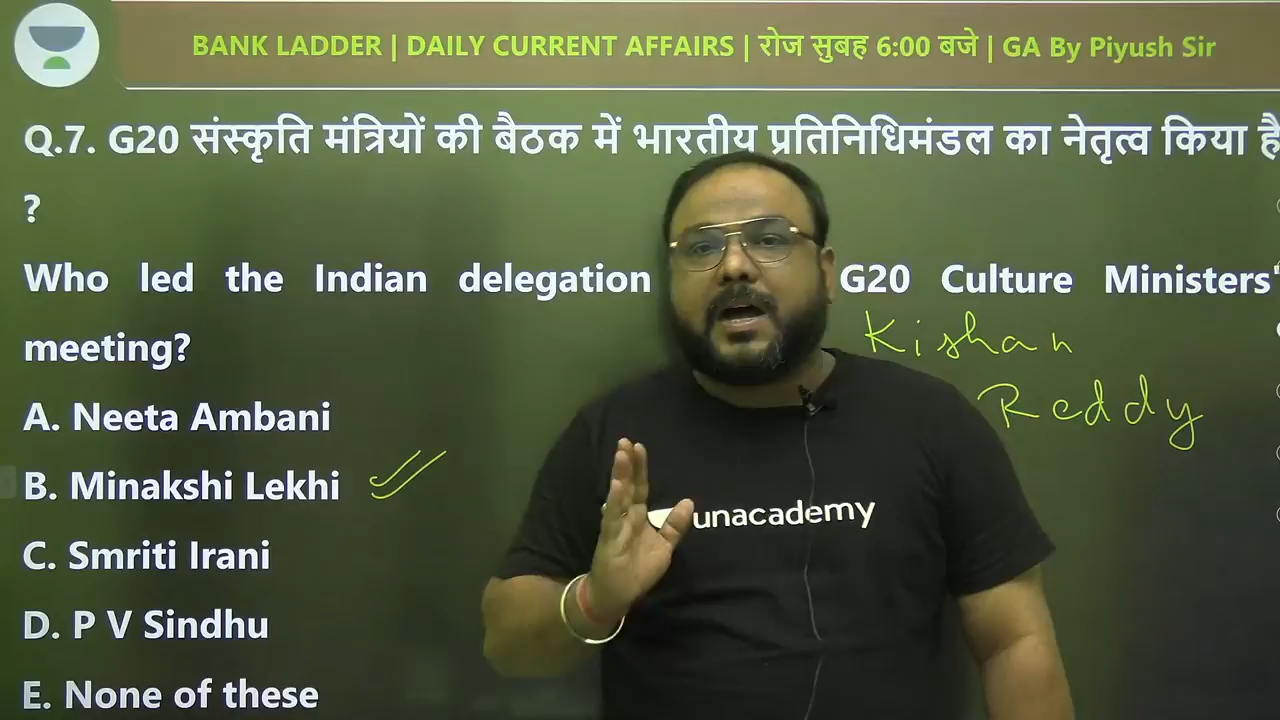 BANK LADDER | DAILY CURRENT AFFAIRS | रोज सुबह 6:00 बजे | GA By Piyush Sir
Q.7. G20 संस्कृति मंत्रियों की बैठक में भारतीय प्रतिनिधिमंडल का नेतृत्व किया है
?
Who led the Indian delegation G20 Culture Ministers'
meeting?
Kishan
Reddy
A. Neeta Ambani
B. Minakshi Lekhi
C. Smriti Irani
D. P V Sindhu
E. None of these
unacademy